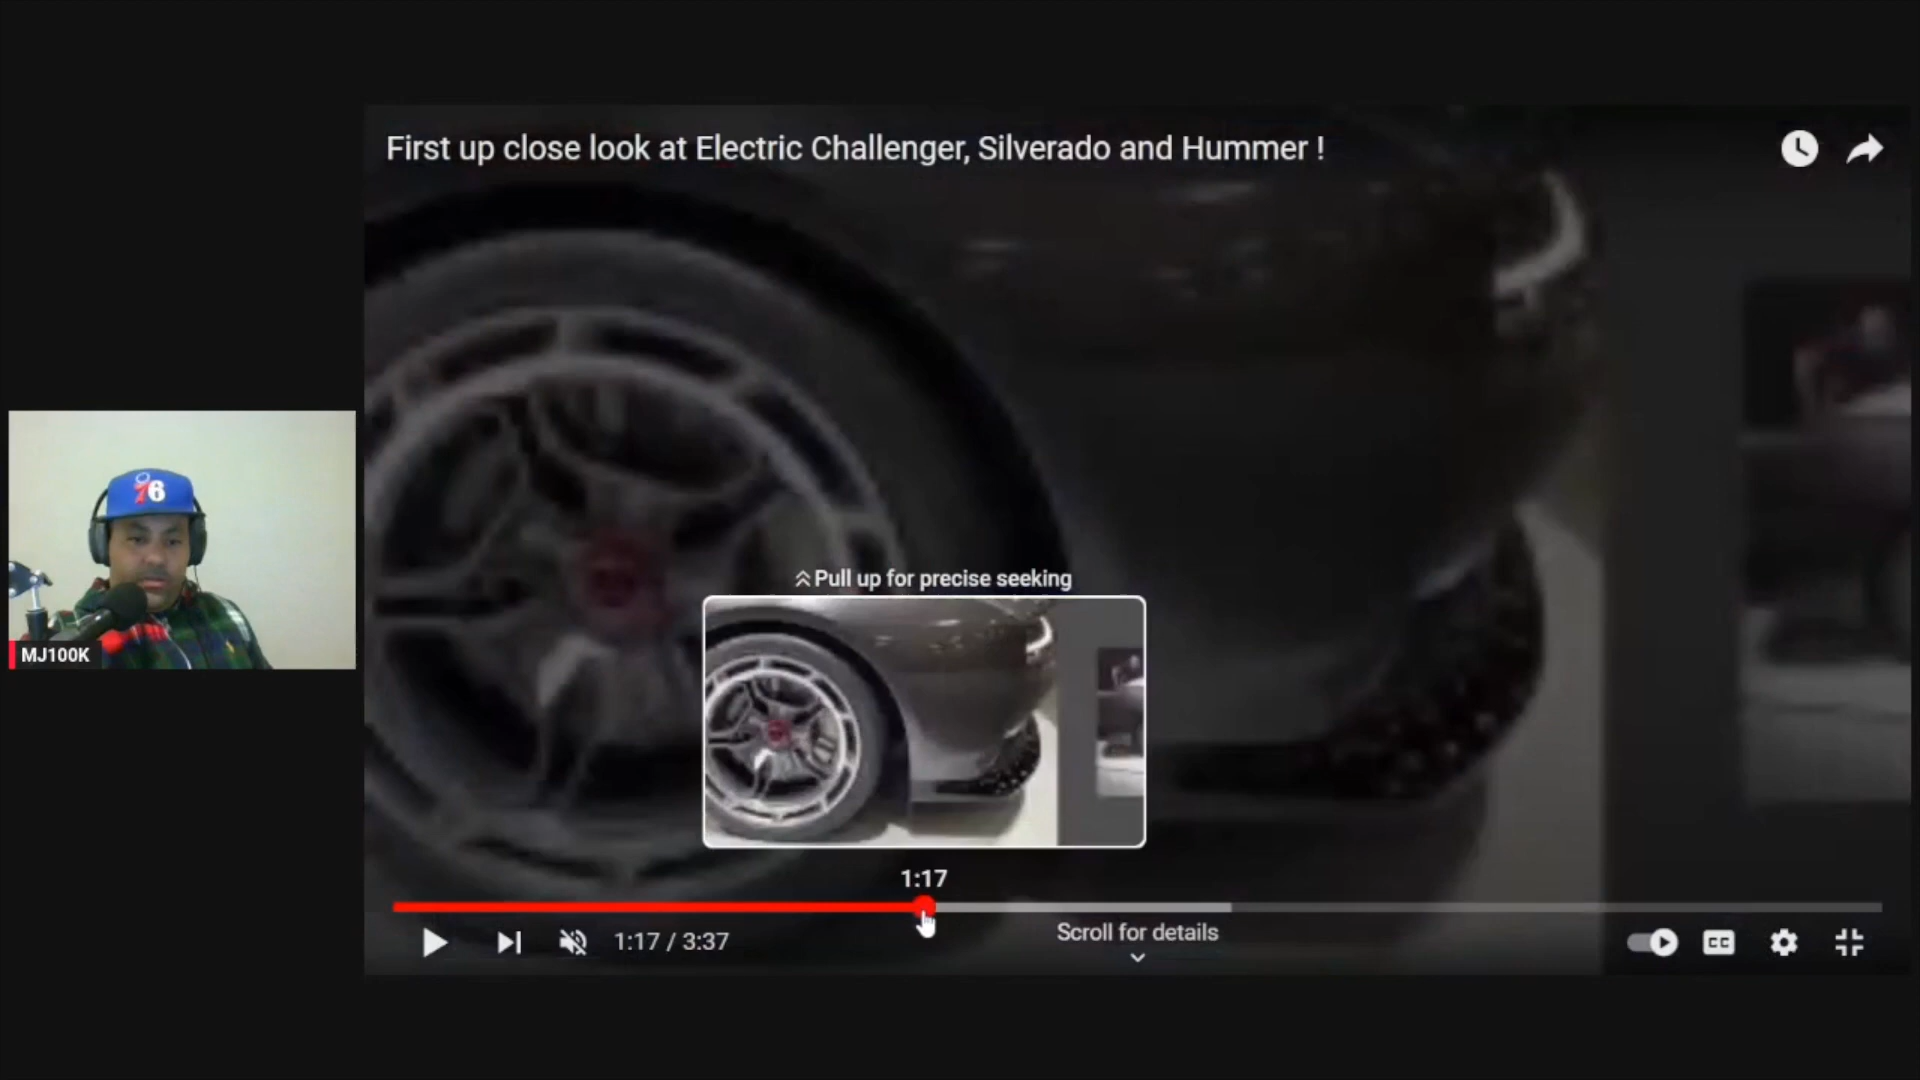 First up close look at Electric Challenger, Silverado and Hummer !
76
MJ100K
Pull up for precise seeking
1:17
1:17 / 3:37
Scroll for details
CC